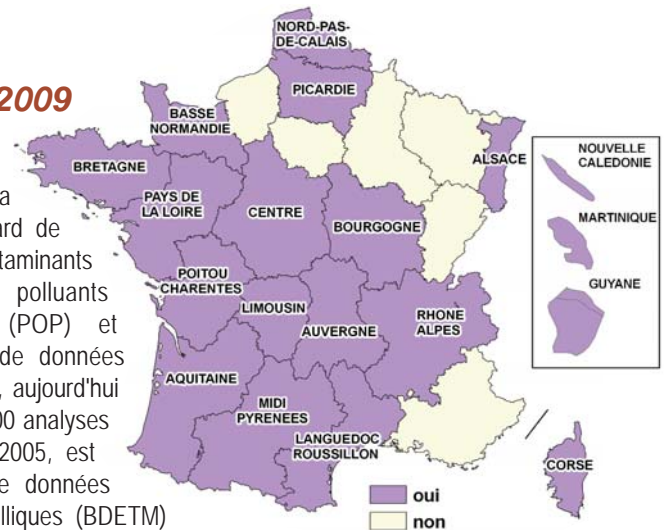 2009
a
ard de
taminants
polluants
(POP) et
de données
, aujourd'hui
00 analyses
2005, est
e données
lliques (BDETM)
NORD-PAS-
DE-CALAIS
PICARDIE
BASSE
NORMANDIE
BRETAGNE
ALSACE
PAYS DE
LA LOIRE
CENTRE
BOURGOGNE
POITOU
CHARENTES
LIMOUSIN
AUVERGNE
RHONE
ALPES
AQUITAINE
MIDI
PYRENEES
LANGUEDOC
ROUSSILLON
CORSE
NOUVELLE
CALEDONIE
MARTINIQUE
GUYANE
oui
non